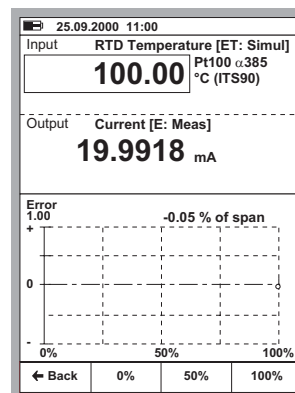 25.09.2000 11:00
Input RTD Temperature [ET: Simul]
100.00 Pt100 α385
°C (ITS90)
Output Current [E: Meas]
19.9918 mA
Error
1.00 -0.05 % of span
+
0
-
0% 50% 100%
← Back 0% 50% 100%